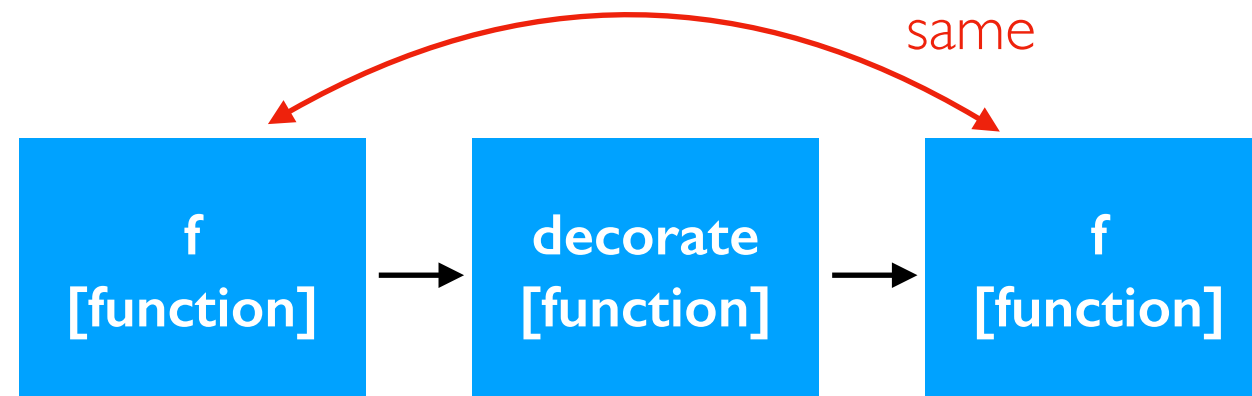 same
f
[function]
decorate
[function]
f
[function]